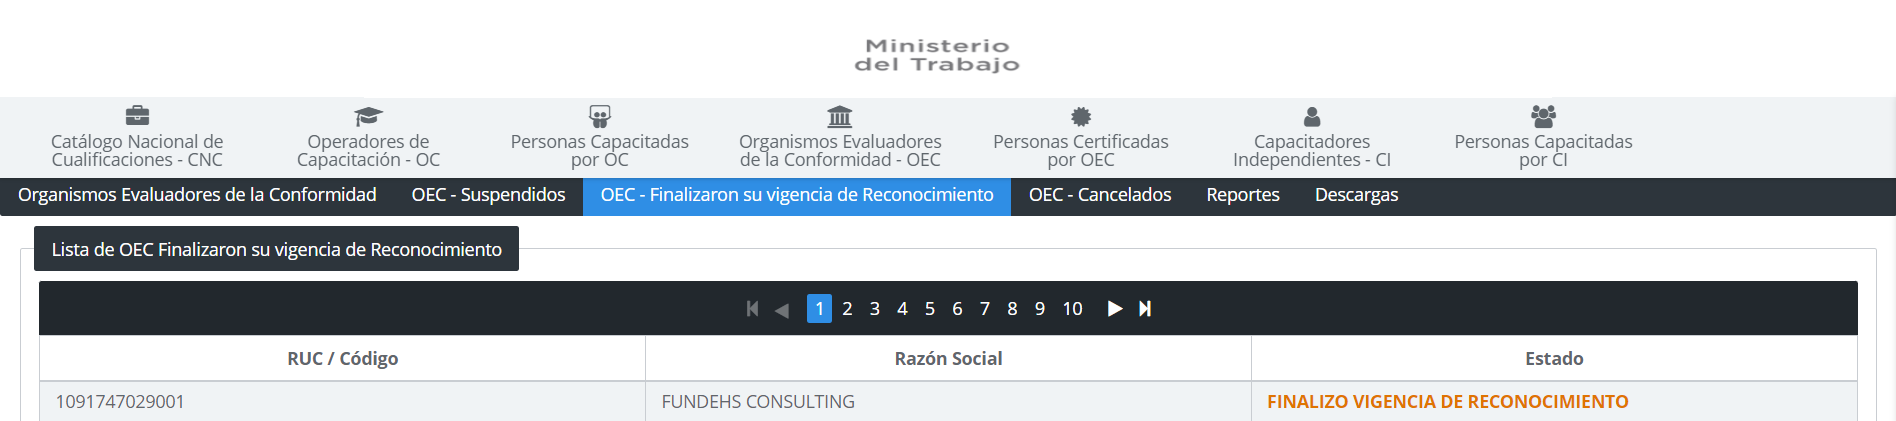 Ministerio
del Trabajo
Catálogo Nacional de
Cualificaciones - CNC
Operadores de
Capacitación - OC
Personas Capacitadas
por OC
Organismos Evaluadores
de la Conformidad - OEC
Personas Certificadas
por OEC
Capacitadores
Independientes - CI
Personas Capacitadas
por CI
Organismos Evaluadores de la Conformidad OEC - Suspendidos OEC - Finalizaron su vigencia de Reconocimiento OEC - Cancelados Reportes Descargas
Lista de OEC Finalizaron su vigencia de Reconocimiento
1 2 3 4 5 6 7 8 9 10
RUC / Código Razón Social Estado
1091747029001 FUNDEHS CONSULTING FINALIZO VIGENCIA DE RECONOCIMIENTO